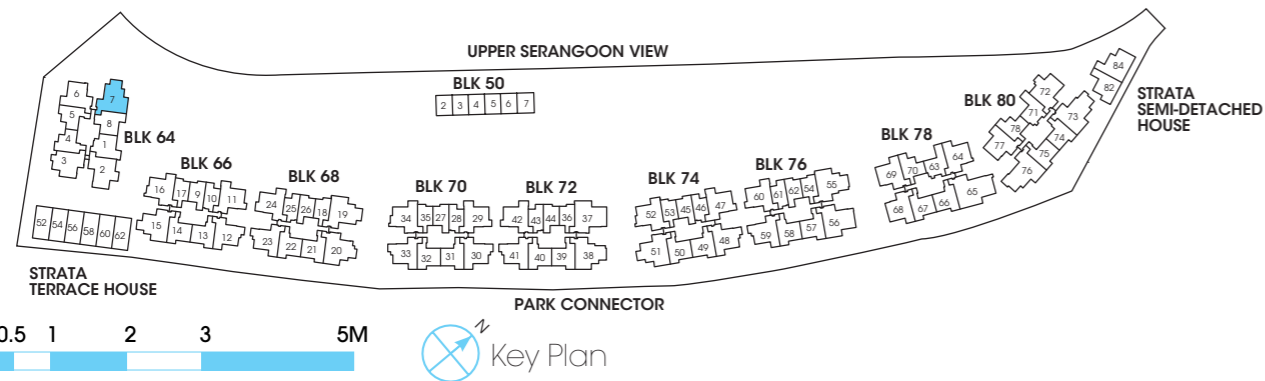 UPPER SERANGOON VIEW
BLK 50
2 3 4 5 6 7
84
82
STRATA
SEMI-DETACHED
HOUSE
BLK 80
72
71
73
78
74
77
75
76
6
7
5
8
4
1
3
2
BLK 64
BLK 66
16 17 9 10 11
15 14 13 12
BLK 68
24 25 26 18 19
23 22 21 20
BLK 70
34 35 27 28 29
33 32 31 30
BLK 72
42 43 44 36 37
41 40 39 38
BLK 74
52 53 45 46 47
51 50 49 48
BLK 76
60 61 62 54 55
59 58 57 56
BLK 78
69 70 63 64
68 67 66 65
52 54 56 58 60 62
STRATA
TERRACE HOUSE
PARK CONNECTOR
0.5 1 2 3 5M
N
Key Plan